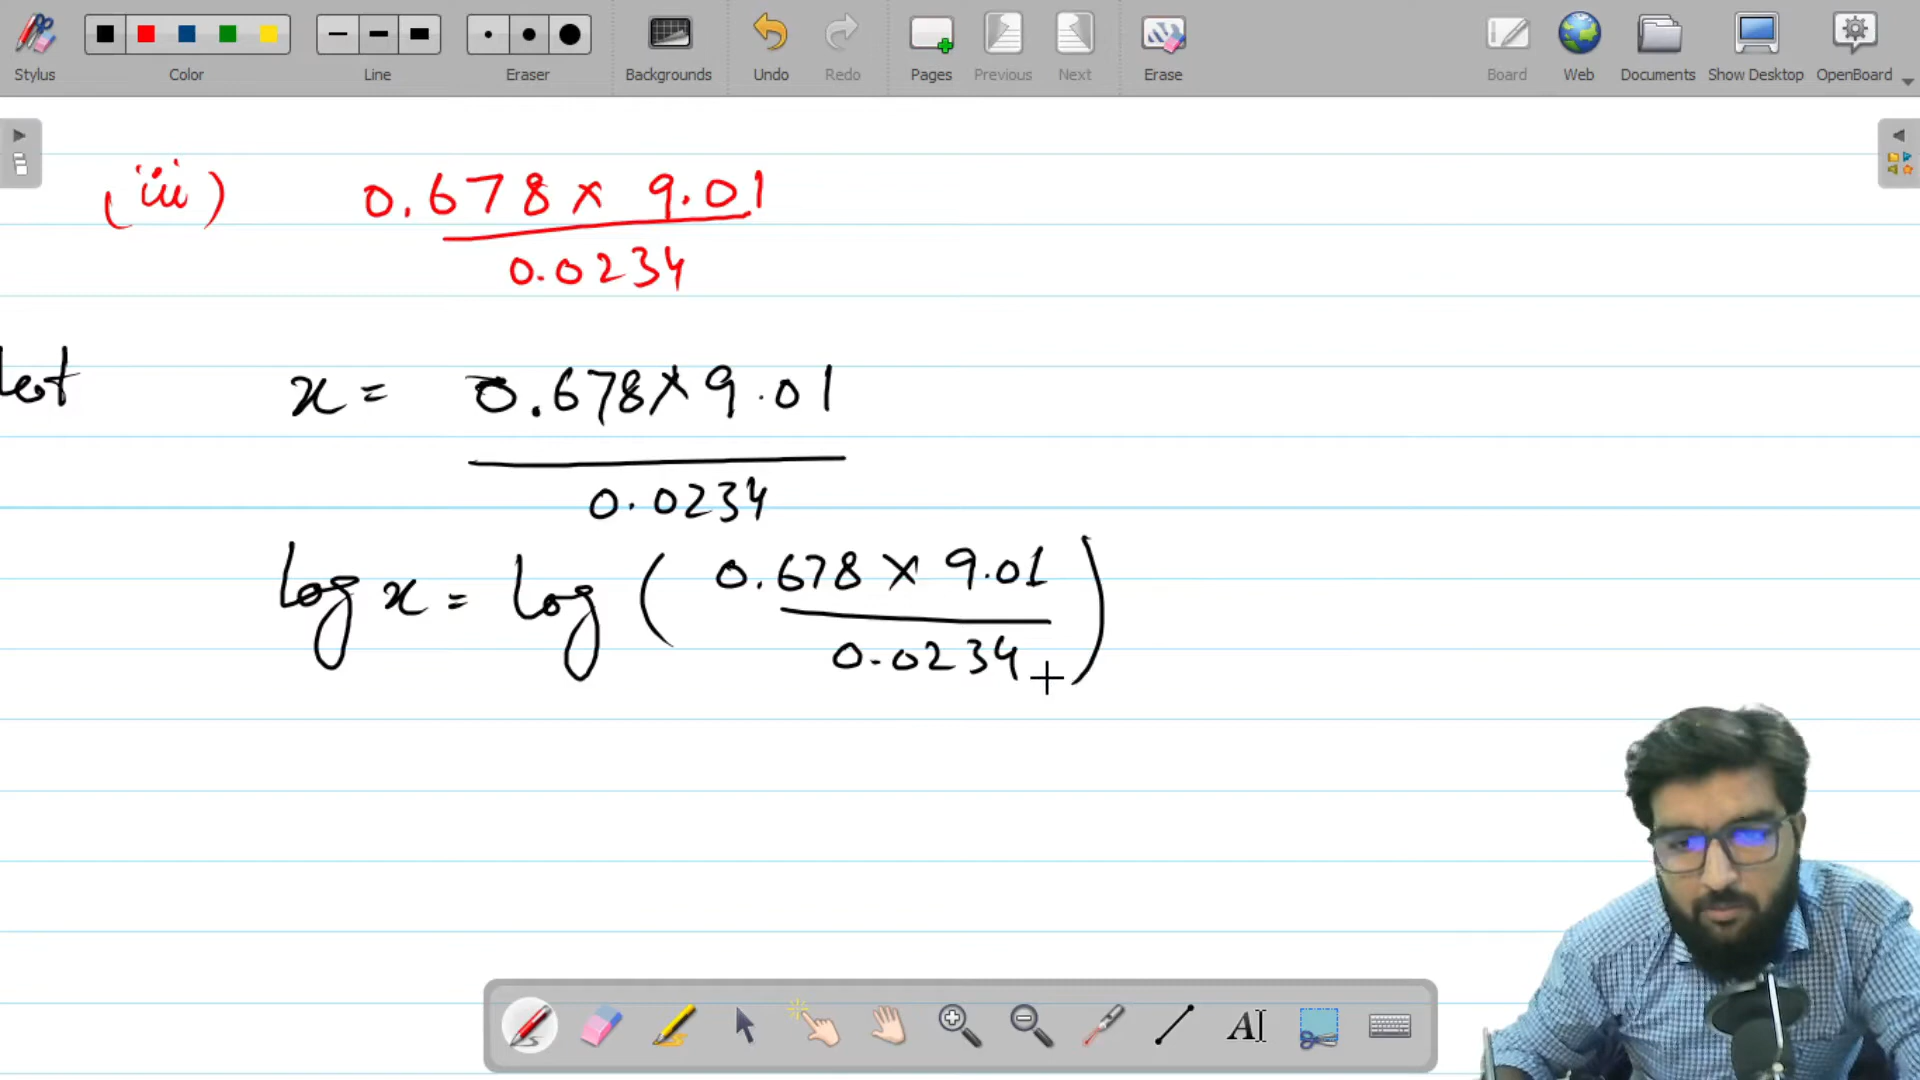 Stylus Color Line Eraser Backgrounds Undo Redo Pages Previous Next Erase Board Web Documents Show Desktop OpenBoard
(iii) 0.678 × 9.01
0.0234
let x = 0.678 × 9.01
0.0234
log x = log ( 0.678 × 9.01
0.0234 )